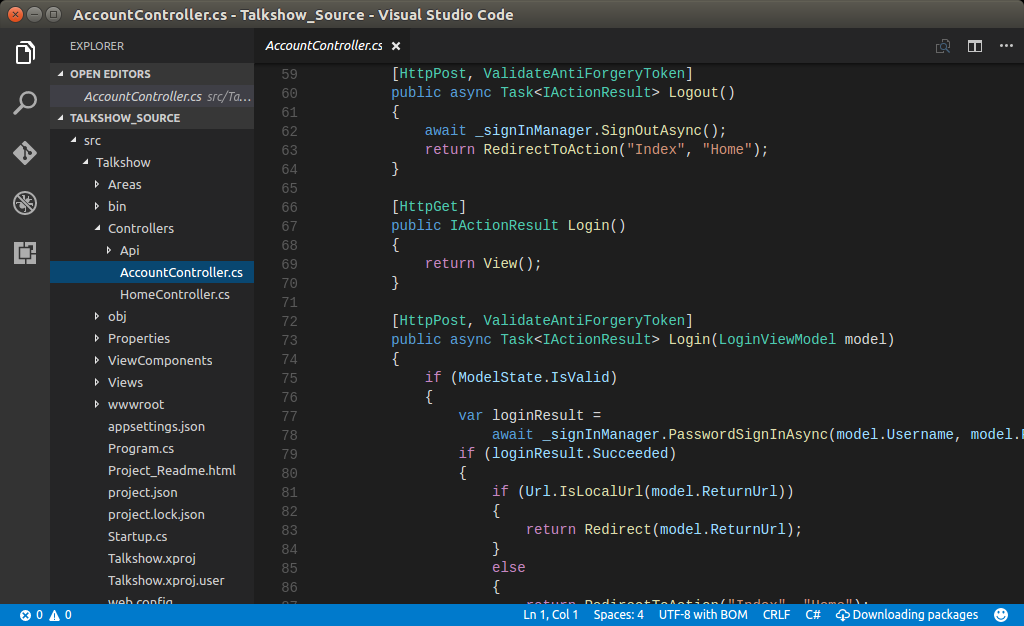 AccountController.cs - Talkshow_Source - Visual Studio Code
EXPLORER
OPEN EDITORS
AccountController.cs src/Ta...
TALKSHOW_SOURCE
src
Talkshow
Areas
bin
Controllers
Api
AccountController.cs
HomeController.cs
obj
Properties
ViewComponents
Views
wwwroot
appsettings.json
Program.cs
Project_Readme.html
project.json
project.lock.json
Startup.cs
Talkshow.xproj
Talkshow.xproj.user
web.config
AccountController.cs
59 [HttpPost, ValidateAntiForgeryToken]
60 public async Task<IActionResult> Logout()
61 {
62 await _signInManager.SignOutAsync();
63 return RedirectToAction("Index", "Home");
64 }
65
66 [HttpGet]
67 public IActionResult Login()
68 {
69 return View();
70 }
71
72 [HttpPost, ValidateAntiForgeryToken]
73 public async Task<IActionResult> Login(LoginViewModel model)
74 {
75 if (ModelState.IsValid)
76 {
77 var loginResult =
78 await _signInManager.PasswordSignInAsync(model.Username, model.
79 if (loginResult.Succeeded)
80 {
81 if (Url.IsLocalUrl(model.ReturnUrl))
82 {
83 return Redirect(model.ReturnUrl);
84 }
85 else
86 {
87 return RedirectToAction("Index", "Home");
0 0 Ln 1, Col 1 Spaces: 4 UTF-8 with BOM CRLF C# Downloading packages